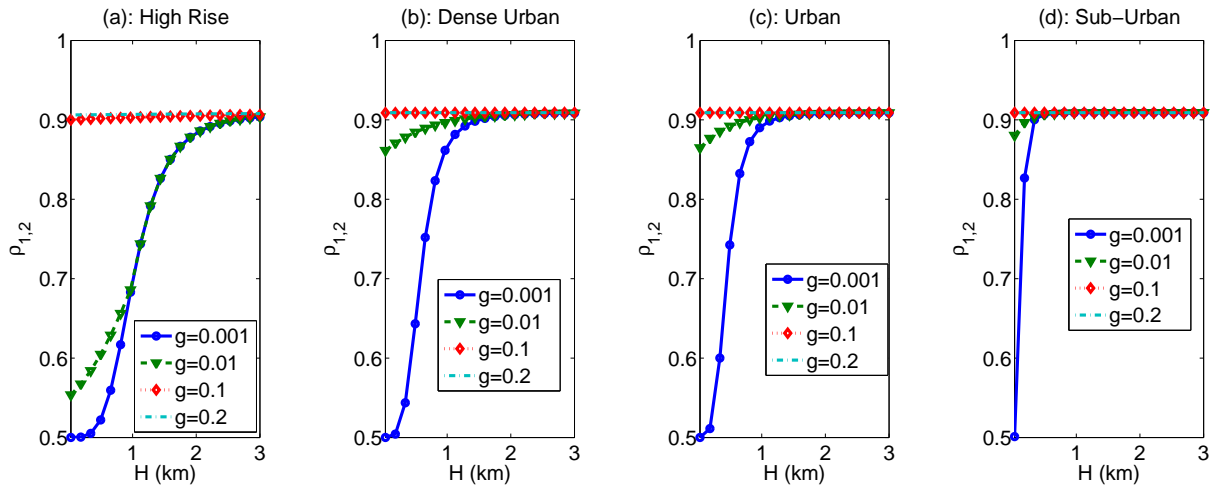 (a): High Rise
1
0.9
0.8
0.7
0.6
0.5
ρ1,2
1
2
3
H (km)
g=0.001
g=0.01
g=0.1
g=0.2
(b): Dense Urban
1
0.9
0.8
0.7
0.6
0.5
ρ1,2
1
2
3
H (km)
g=0.001
g=0.01
g=0.1
g=0.2
(c): Urban
1
0.9
0.8
0.7
0.6
0.5
ρ1,2
1
2
3
H (km)
g=0.001
g=0.01
g=0.1
g=0.2
(d): Sub−Urban
1
0.9
0.8
0.7
0.6
0.5
ρ1,2
1
2
3
H (km)
g=0.001
g=0.01
g=0.1
g=0.2